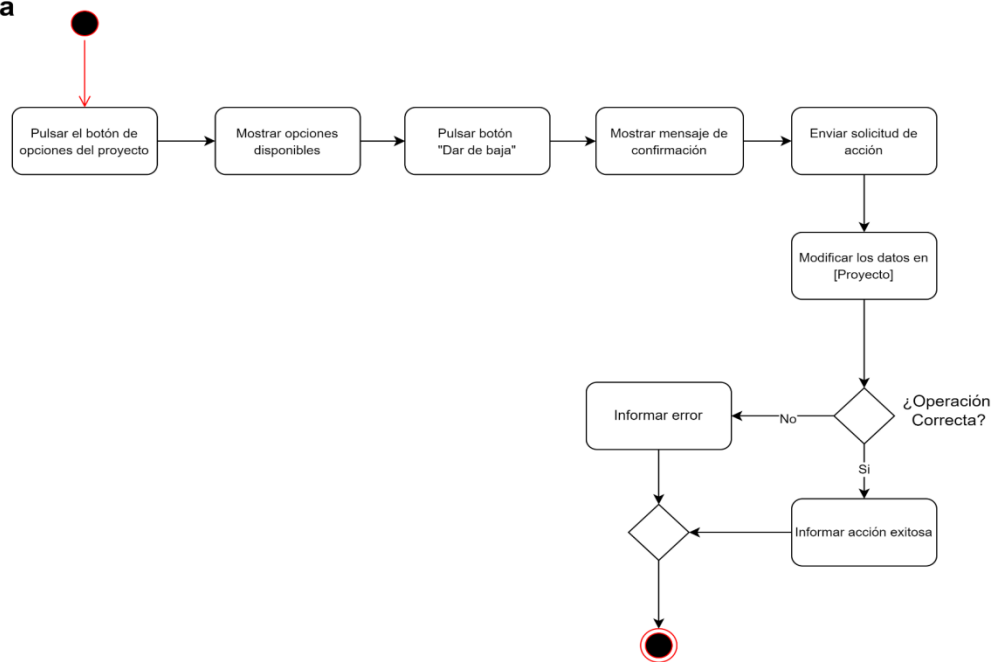 a
Pulsar el botón de
opciones del proyecto
Mostrar opciones
disponibles
Pulsar botón
"Dar de baja"
Mostrar mensaje de
confirmación
Enviar solicitud de
acción
Modificar los datos en
[Proyecto]
¿Operación
Correcta?
No
Informar error
Si
Informar acción exitosa